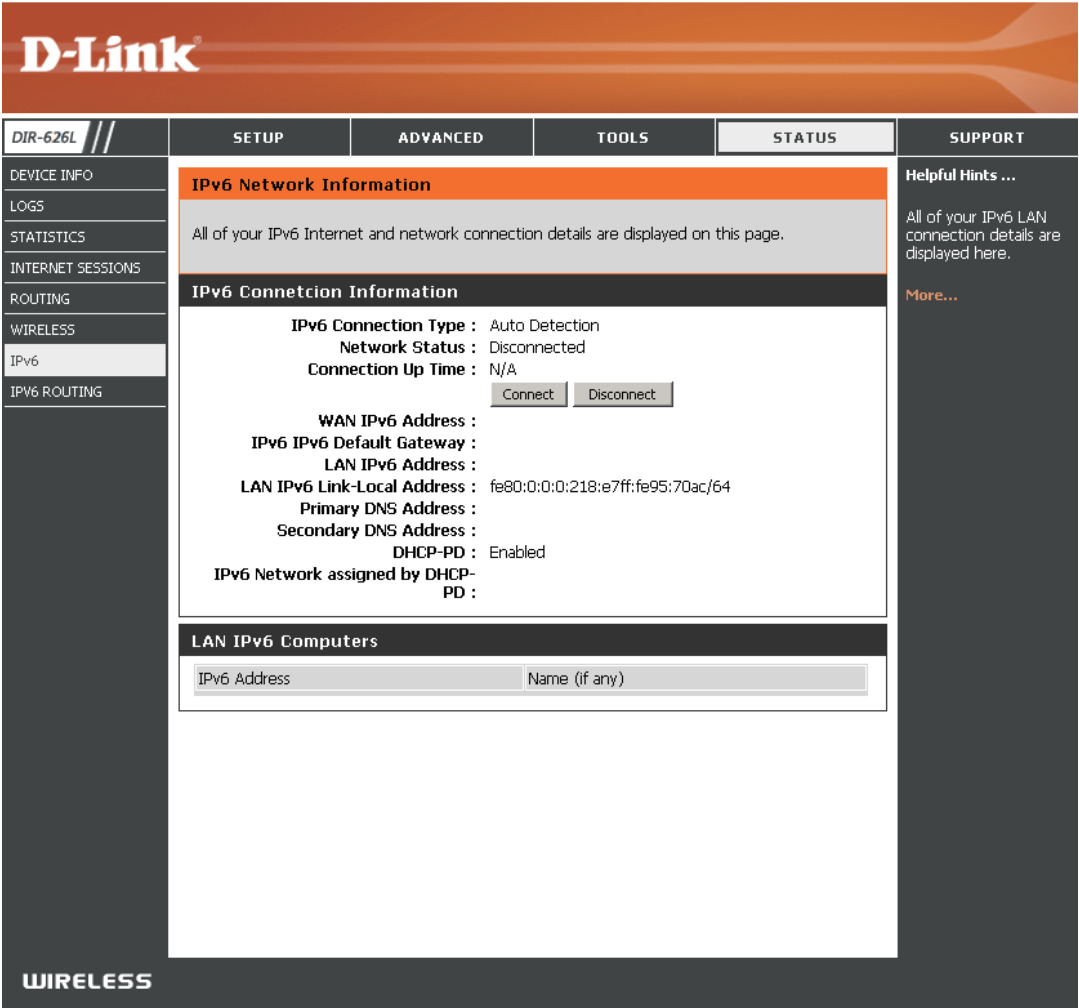 D-Link®
DIR-626L
SETUP
ADVANCED
TOOLS
STATUS
SUPPORT
DEVICE INFO
LOGS
STATISTICS
INTERNET SESSIONS
ROUTING
WIRELESS
IPv6
IPV6 ROUTING
IPv6 Network Information
All of your IPv6 Internet and network connection details are displayed on this page.
IPv6 Connetcion Information
IPv6 Connection Type : Auto Detection
Network Status : Disconnected
Connection Up Time : N/A
Connect Disconnect
WAN IPv6 Address :
IPv6 IPv6 Default Gateway :
LAN IPv6 Address :
LAN IPv6 Link-Local Address : fe80:0:0:0:218:e7ff:fe95:70ac/64
Primary DNS Address :
Secondary DNS Address :
DHCP-PD : Enabled
IPv6 Network assigned by DHCP-
PD :
LAN IPv6 Computers
IPv6 Address Name (if any)
Helpful Hints ...
All of your IPv6 LAN
connection details are
displayed here.
More...
WIRELESS